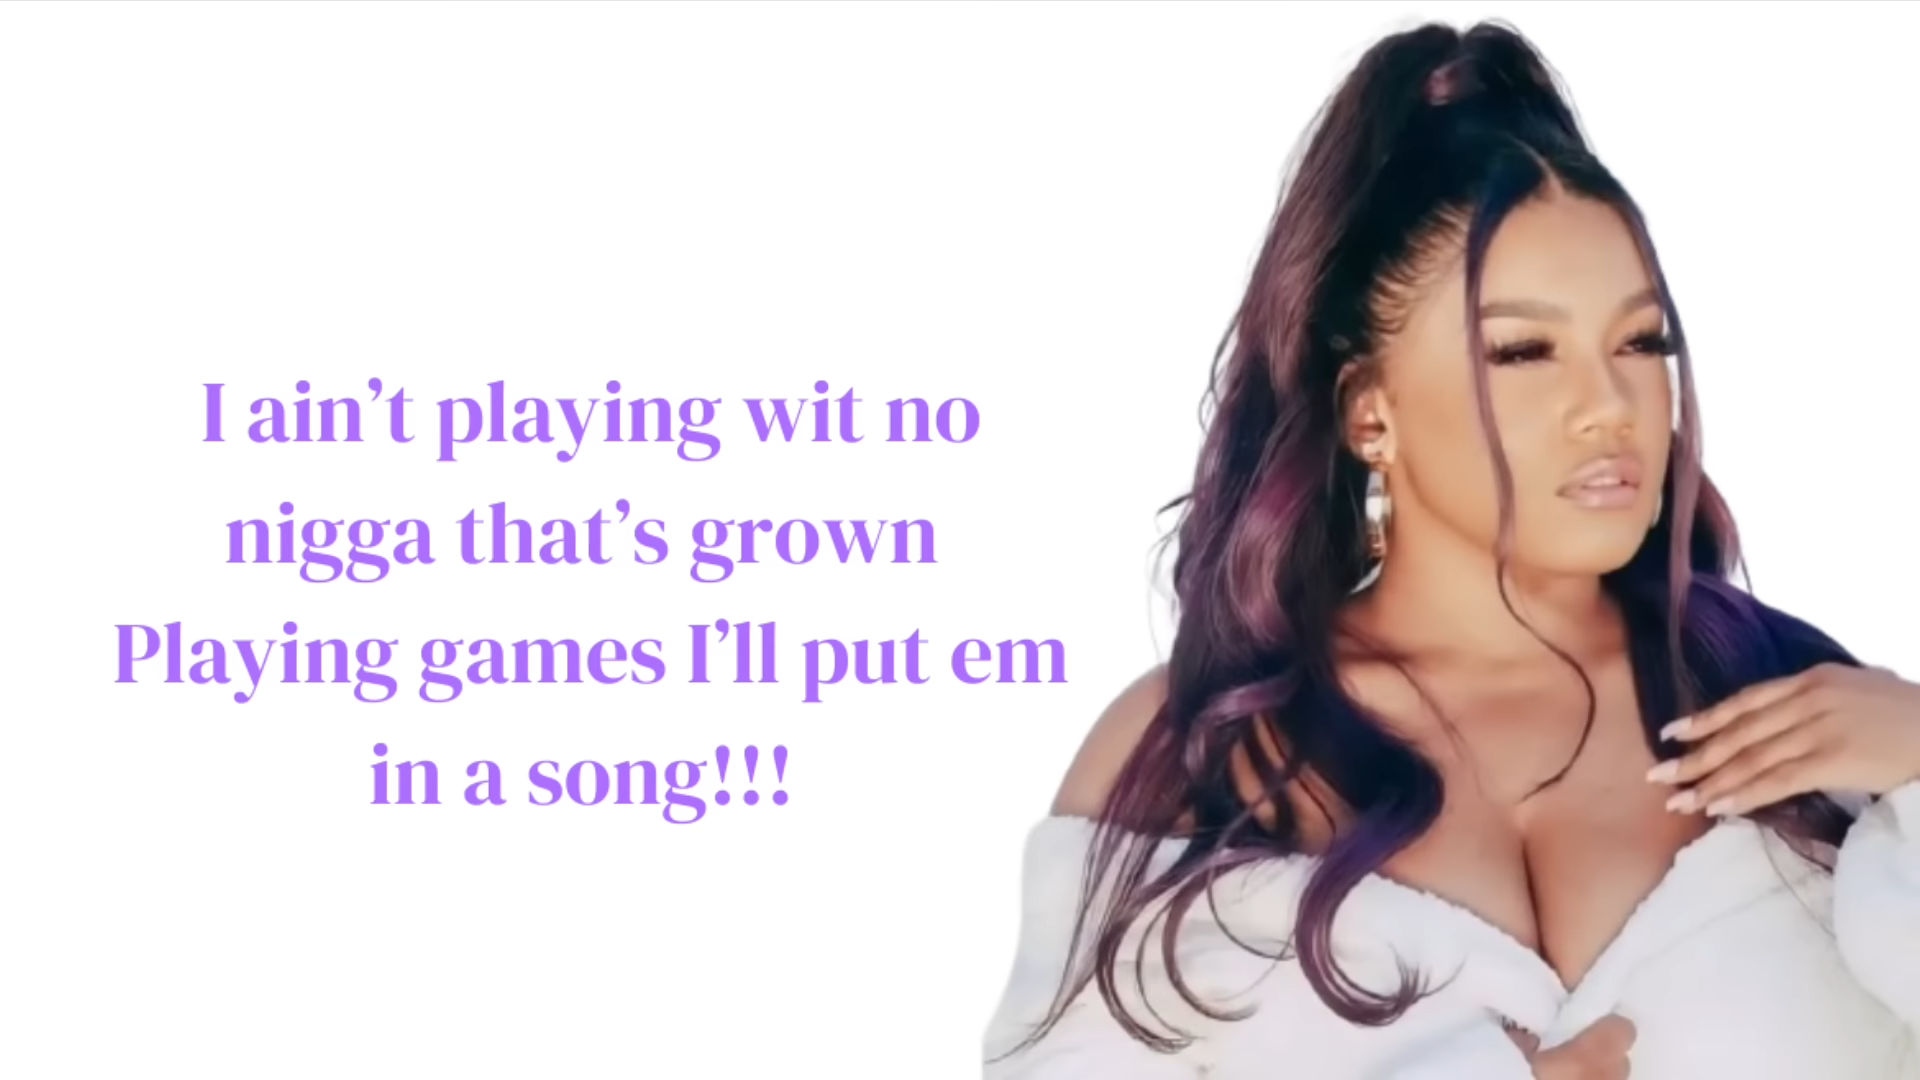 I ain’t playing wit no
nigga that’s grown
Playing games I’ll put em
in a song!!!